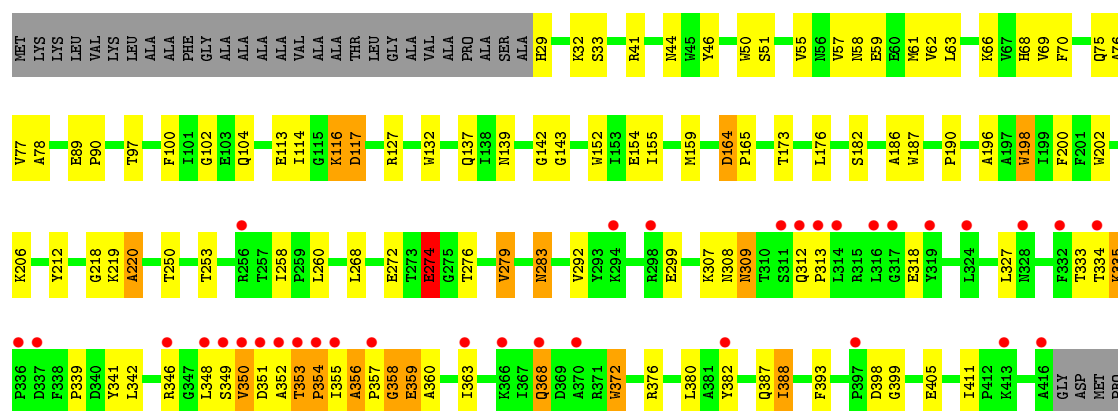 MET LYS LYS LEU VAL LYS LEU ALA ALA PHE GLY ALA ALA ALA ALA VAL ALA THR LEU GLY ALA VAL ALA PRO ALA SER ALA H29 K32 S33 R41 N44 W45 Y46 W50 S51 V55 N56 V57 N58 E59 E60 M61 V62 L63 K66 V67 H68 V69 F70 Q75 A76
V77 A78 E89 P90 T97 F100 I101 G102 E103 Q104 E113 I114 G115 K116 D117 R127 W132 Q137 I138 N139 G142 G143 W152 I153 E154 I155 M159 D164 P165 T173 L176 S182 A186 W187 P190 A196 A197 W198 I199 F200 F201 W202
K206 Y212 G218 K219 A220 T250 T253 R256 T257 I258 P259 L260 L268 E272 T273 E274 G275 T276 V279 N283 V292 Y293 K294 R298 E299 K307 N308 N309 T310 S311 Q312 P313 L314 R315 L316 G317 E318 Y319 L324 L327 N328 F332 T333 T334 K335
P336 D337 F338 P339 D340 Y341 L342 R346 G347 L348 S349 V350 D351 A352 T353 P354 I355 A356 P357 G358 E359 A360 I363 K366 I367 Q368 D369 A370 R371 W372 R376 L380 A381 Y382 Q387 I388 F393 P397 D398 G399 E405 I411 P412 K413 A416 GLY ASP MET PRO